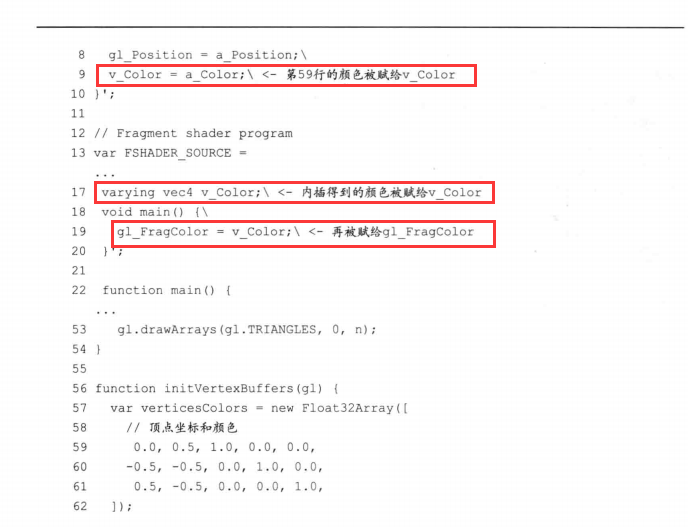 8 gl_Position = a_Position;\
9 v_Color = a_Color;\ <- 第59行的颜色被赋给v_Color
10 }';
11
12 // Fragment shader program
13 var FSHADER_SOURCE =
...
17 varying vec4 v_Color;\ <- 内插得到的颜色被赋给v_Color
18 void main() {\
19 gl_FragColor = v_Color;\ <- 再被赋给gl_FragColor
20 }';
21
22 function main() {
...
53 gl.drawArrays(gl.TRIANGLES, 0, n);
54 }
55
56 function initVertexBuffers(gl) {
57 var verticesColors = new Float32Array([
58 // 顶点坐标和颜色
59 0.0, 0.5, 1.0, 0.0, 0.0,
60 -0.5, -0.5, 0.0, 1.0, 0.0,
61 0.5, -0.5, 0.0, 0.0, 1.0,
62 ]);